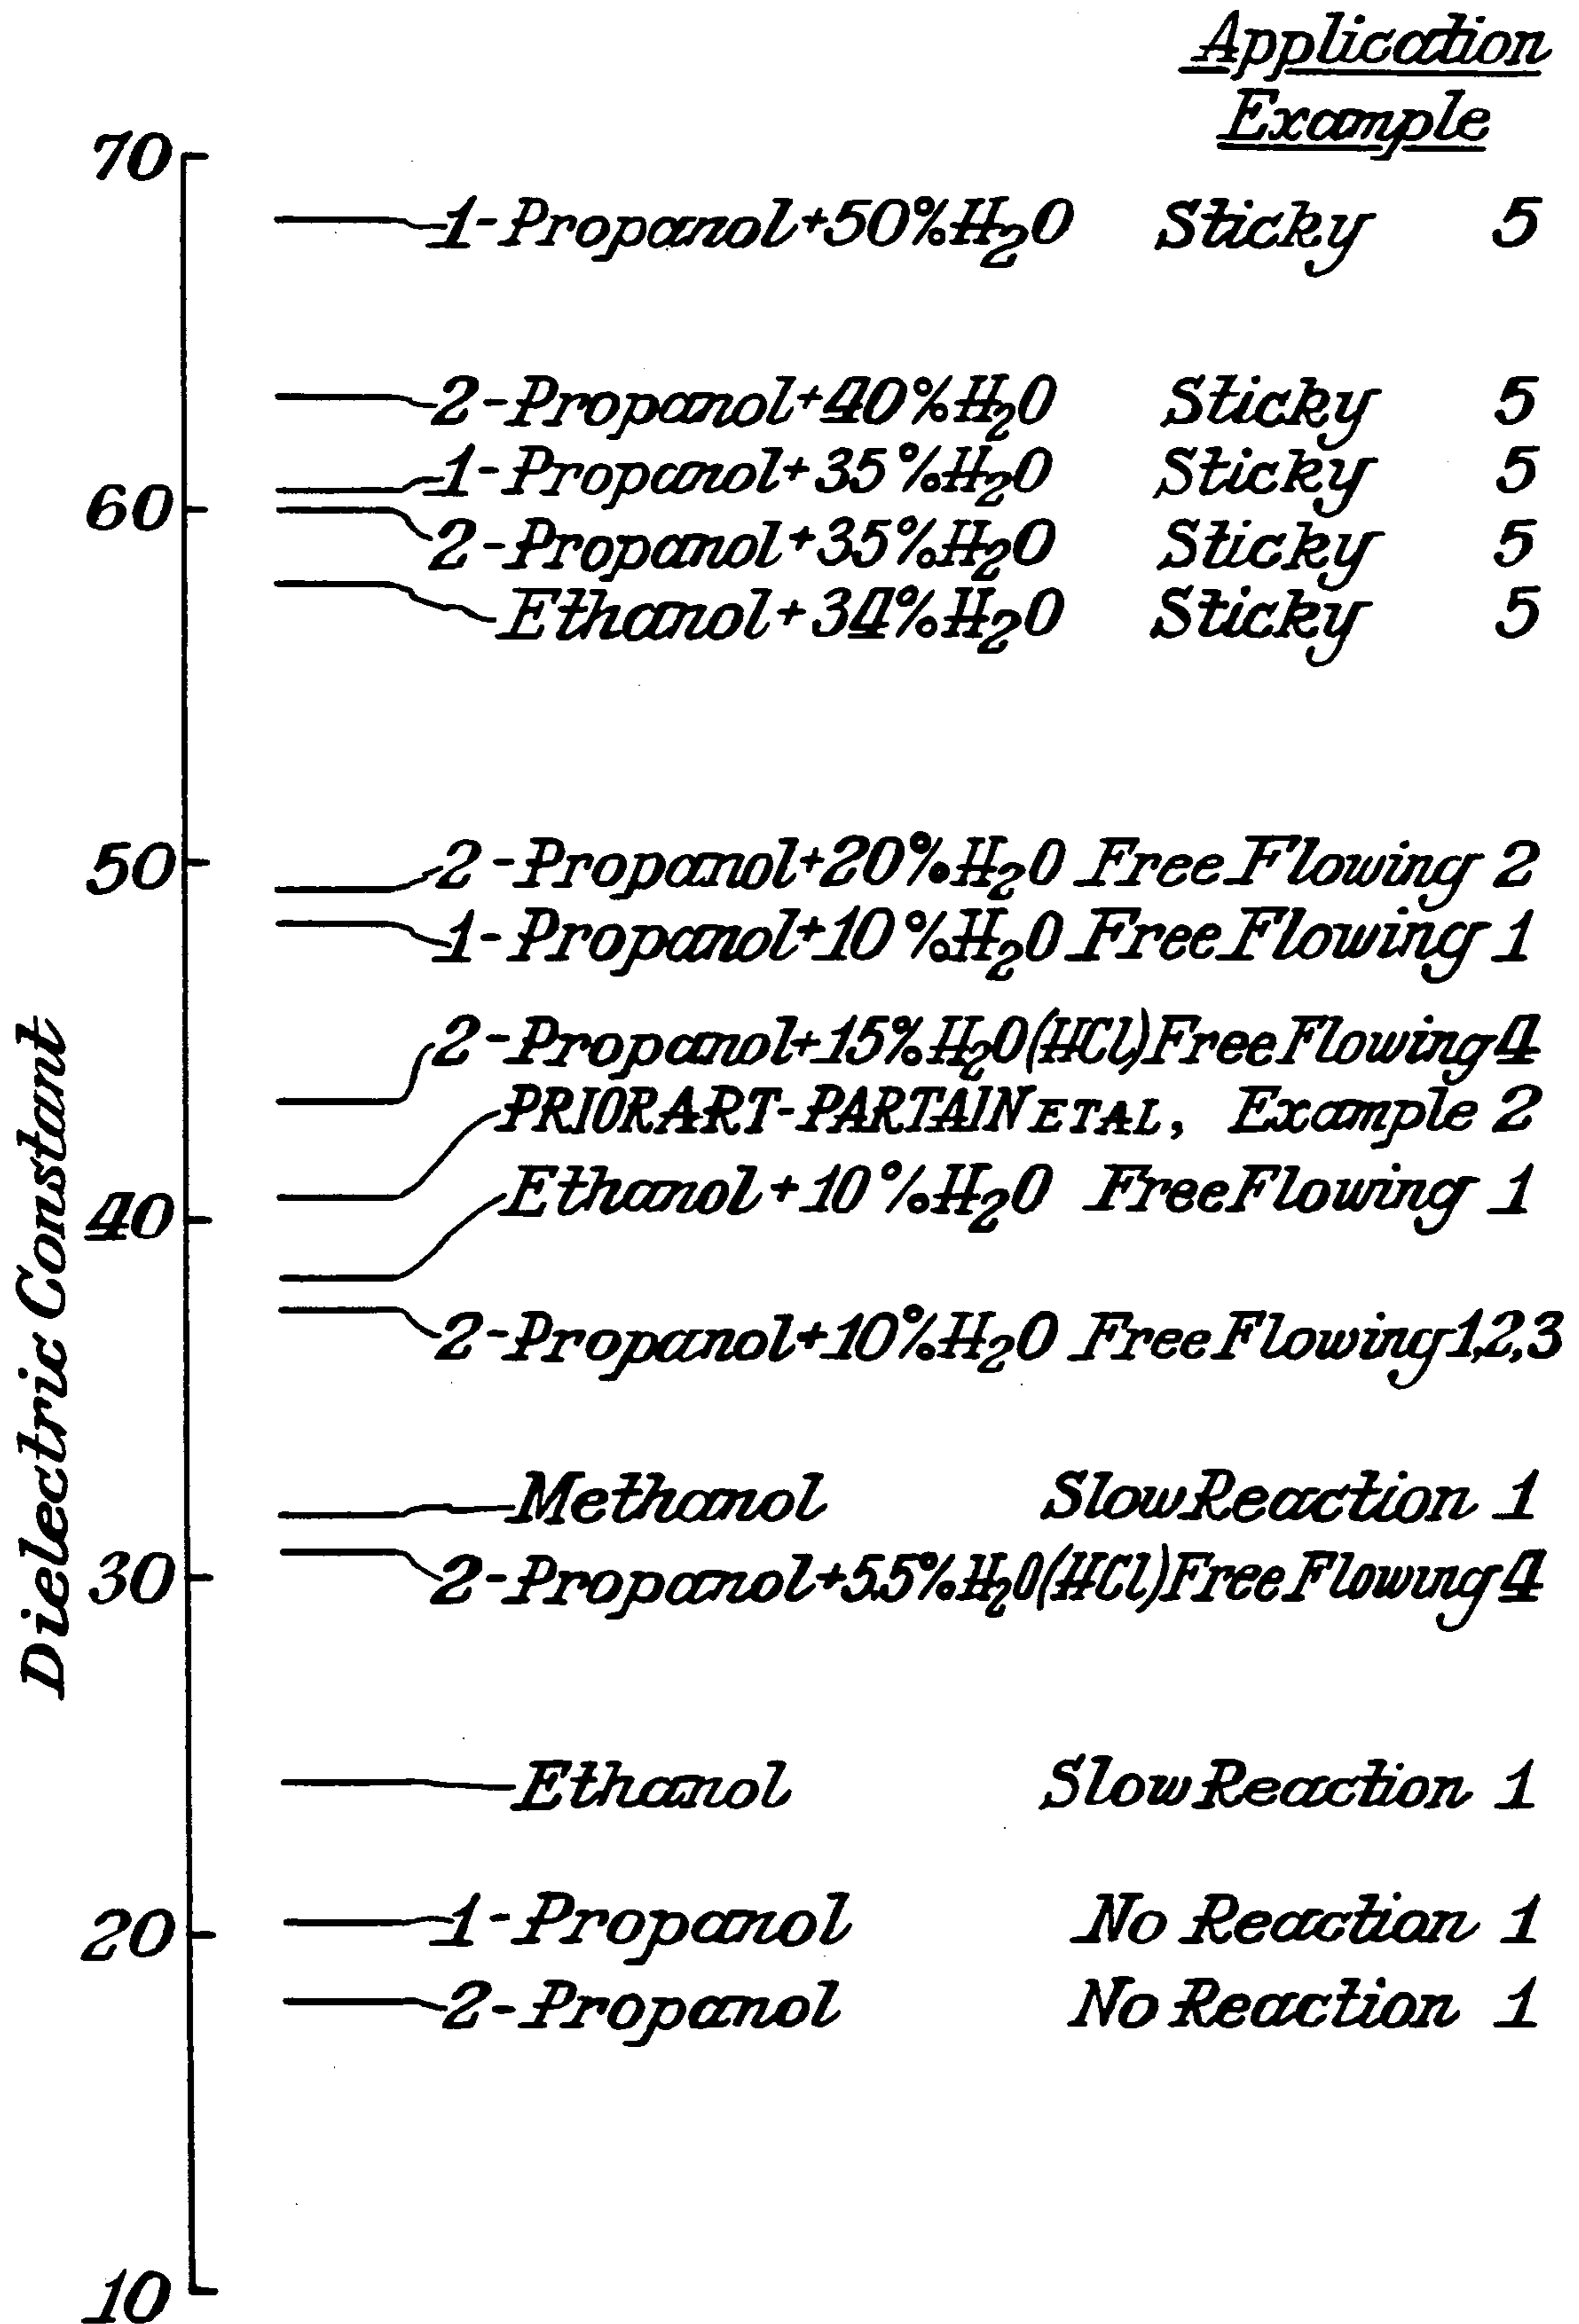 Application
Example
70
1-Propanol+50%H₂O Sticky 5
2-Propanol+40%H₂O Sticky 5
1-Propanol+35%H₂O Sticky 5
60
2-Propanol+35%H₂O Sticky 5
Ethanol+34%H₂O Sticky 5
50
2-Propanol+20%H₂O Free Flowing 2
1-Propanol+10%H₂O Free Flowing 1
2-Propanol+15%H₂O(HCl) Free Flowing 4
PRIOR ART-PARTAIN ET AL, Example 2
Ethanol+10%H₂O Free Flowing 1
40
2-Propanol+10%H₂O Free Flowing 1,2,3
Methanol Slow Reaction 1
30
2-Propanol+5.5%H₂O(HCl) Free Flowing 4
Ethanol Slow Reaction 1
20
1-Propanol No Reaction 1
2-Propanol No Reaction 1
10
Dielectric Constant